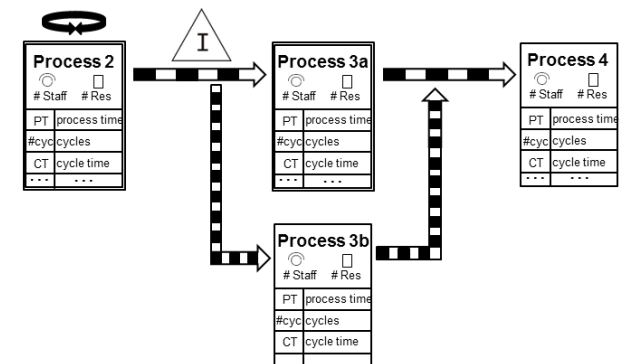 I
Process 2
# Staff # Res
PT process time
#cyc cycles
CT cycle time
... ...
Process 3a
# Staff # Res
PT process time
#cyc cycles
CT cycle time
... ...
Process 4
# Staff # Res
PT process time
#cyc cycles
CT cycle time
... ...
Process 3b
# Staff # Res
PT process time
#cyc cycles
CT cycle time